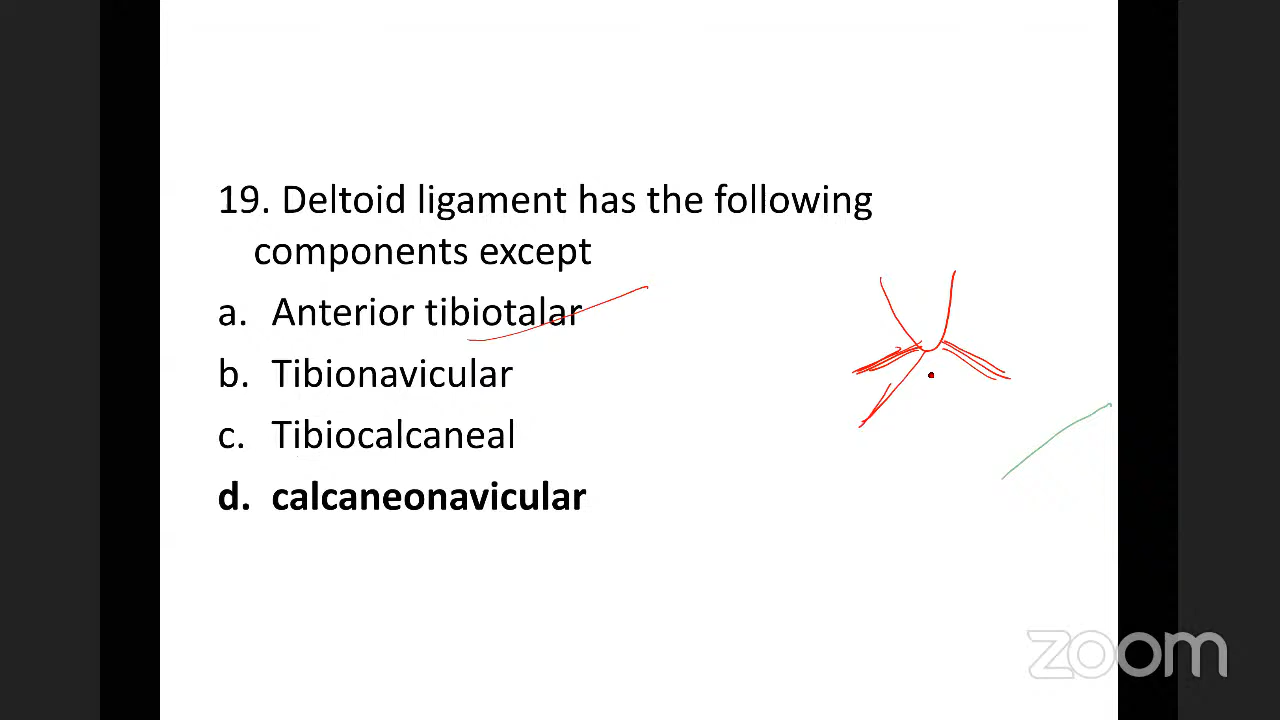 19. Deltoid ligament has the following
components except
a. Anterior tibiotalar
b. Tibionavicular
c. Tibiocalcaneal
d. calcaneonavicular
zoom